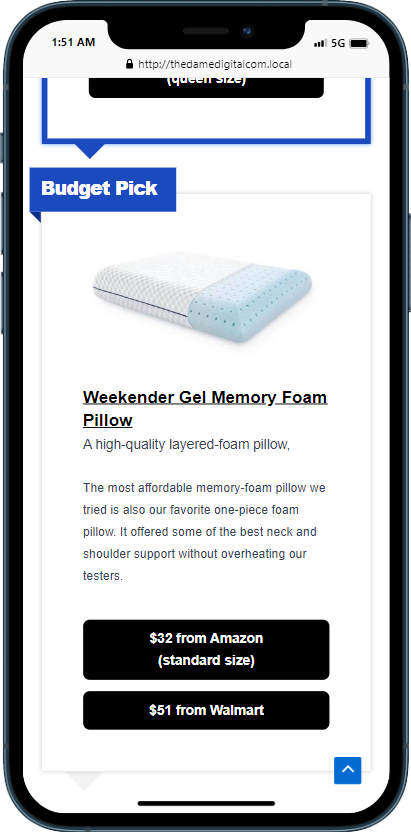 1:51 AM
5G
http://thedamedigitalcom.local
(queen size)
Budget Pick
Weekender Gel Memory Foam
Pillow
A high-quality layered-foam pillow,
The most affordable memory-foam pillow we
tried is also our favorite one-piece foam
pillow. It offered some of the best neck and
shoulder support without overheating our
testers.
$32 from Amazon
(standard size)
$51 from Walmart